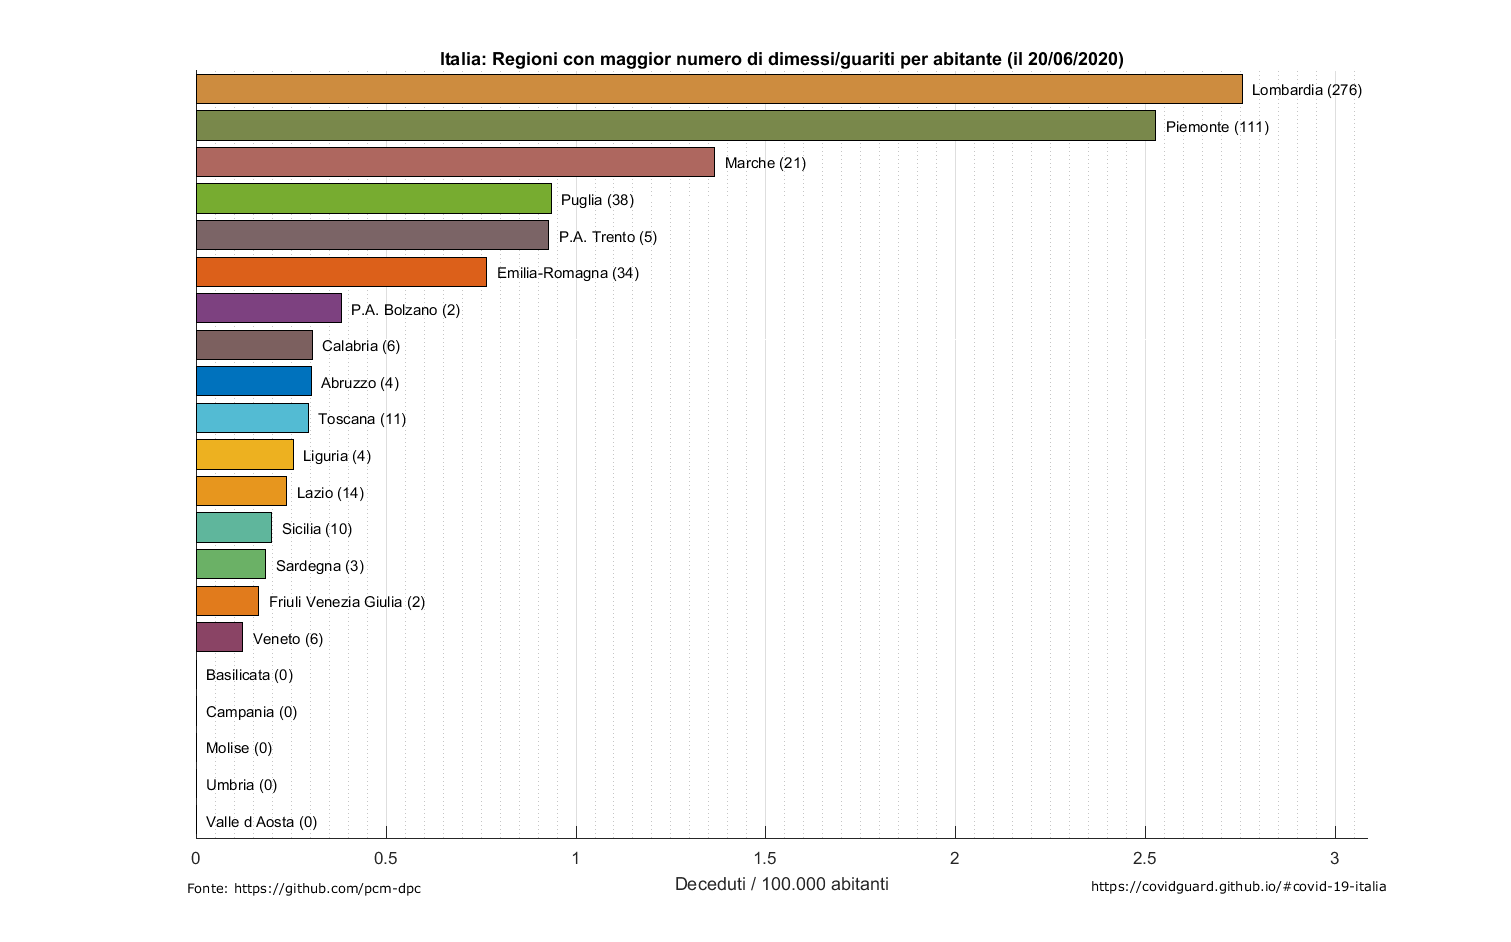 Italia: Regioni con maggior numero di dimessi/guariti per abitante (il 20/06/2020)
Lombardia (276)
Piemonte (111)
Marche (21)
Puglia (38)
P.A. Trento (5)
Emilia-Romagna (34)
P.A. Bolzano (2)
Calabria (6)
Abruzzo (4)
Toscana (11)
Liguria (4)
Lazio (14)
Sicilia (10)
Sardegna (3)
Friuli Venezia Giulia (2)
Veneto (6)
Basilicata (0)
Campania (0)
Molise (0)
Umbria (0)
Valle d Aosta (0)
0 0.5 1 1.5 2 2.5 3
Deceduti / 100.000 abitanti
Fonte: https://github.com/pcm-dpc
https://covidguard.github.io/#covid-19-italia